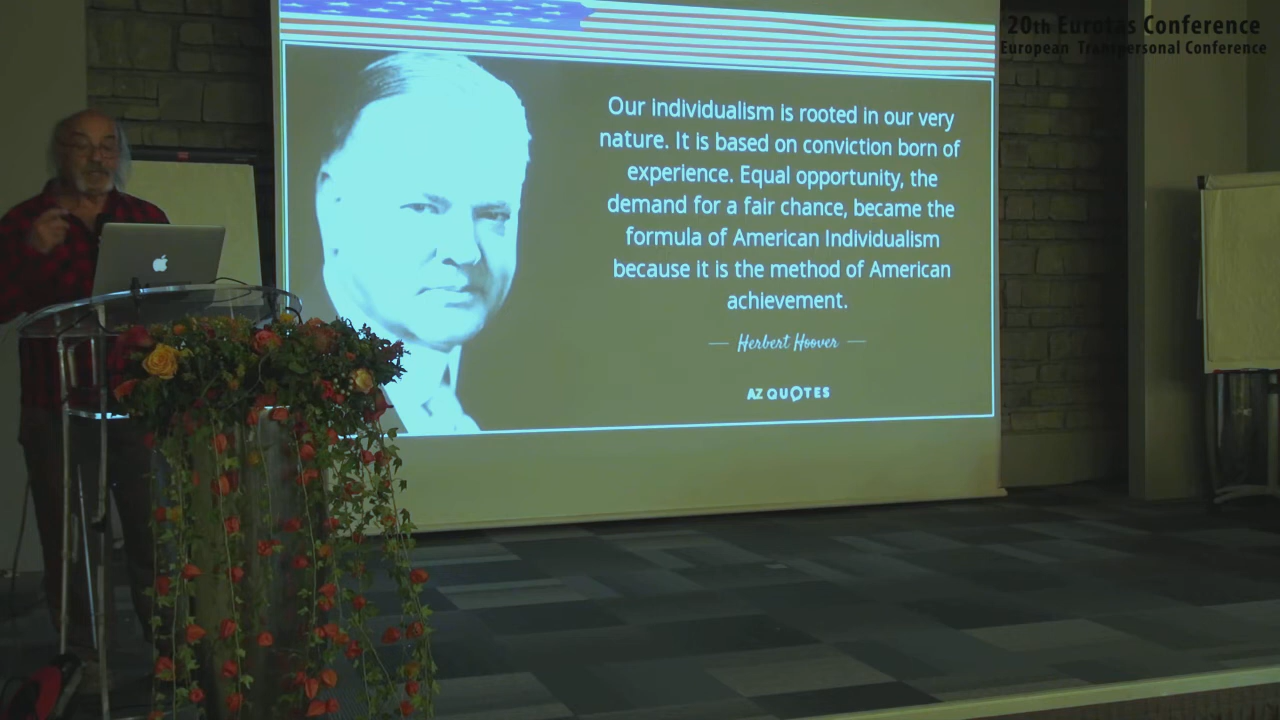 20th Eurotas Conference
European Transpersonal Conference
Our individualism is rooted in our very
nature. It is based on conviction born of
experience. Equal opportunity, the
demand for a fair chance, became the
formula of American Individualism
because it is the method of American
achievement.
— Herbert Hoover —
AZ QUOTES